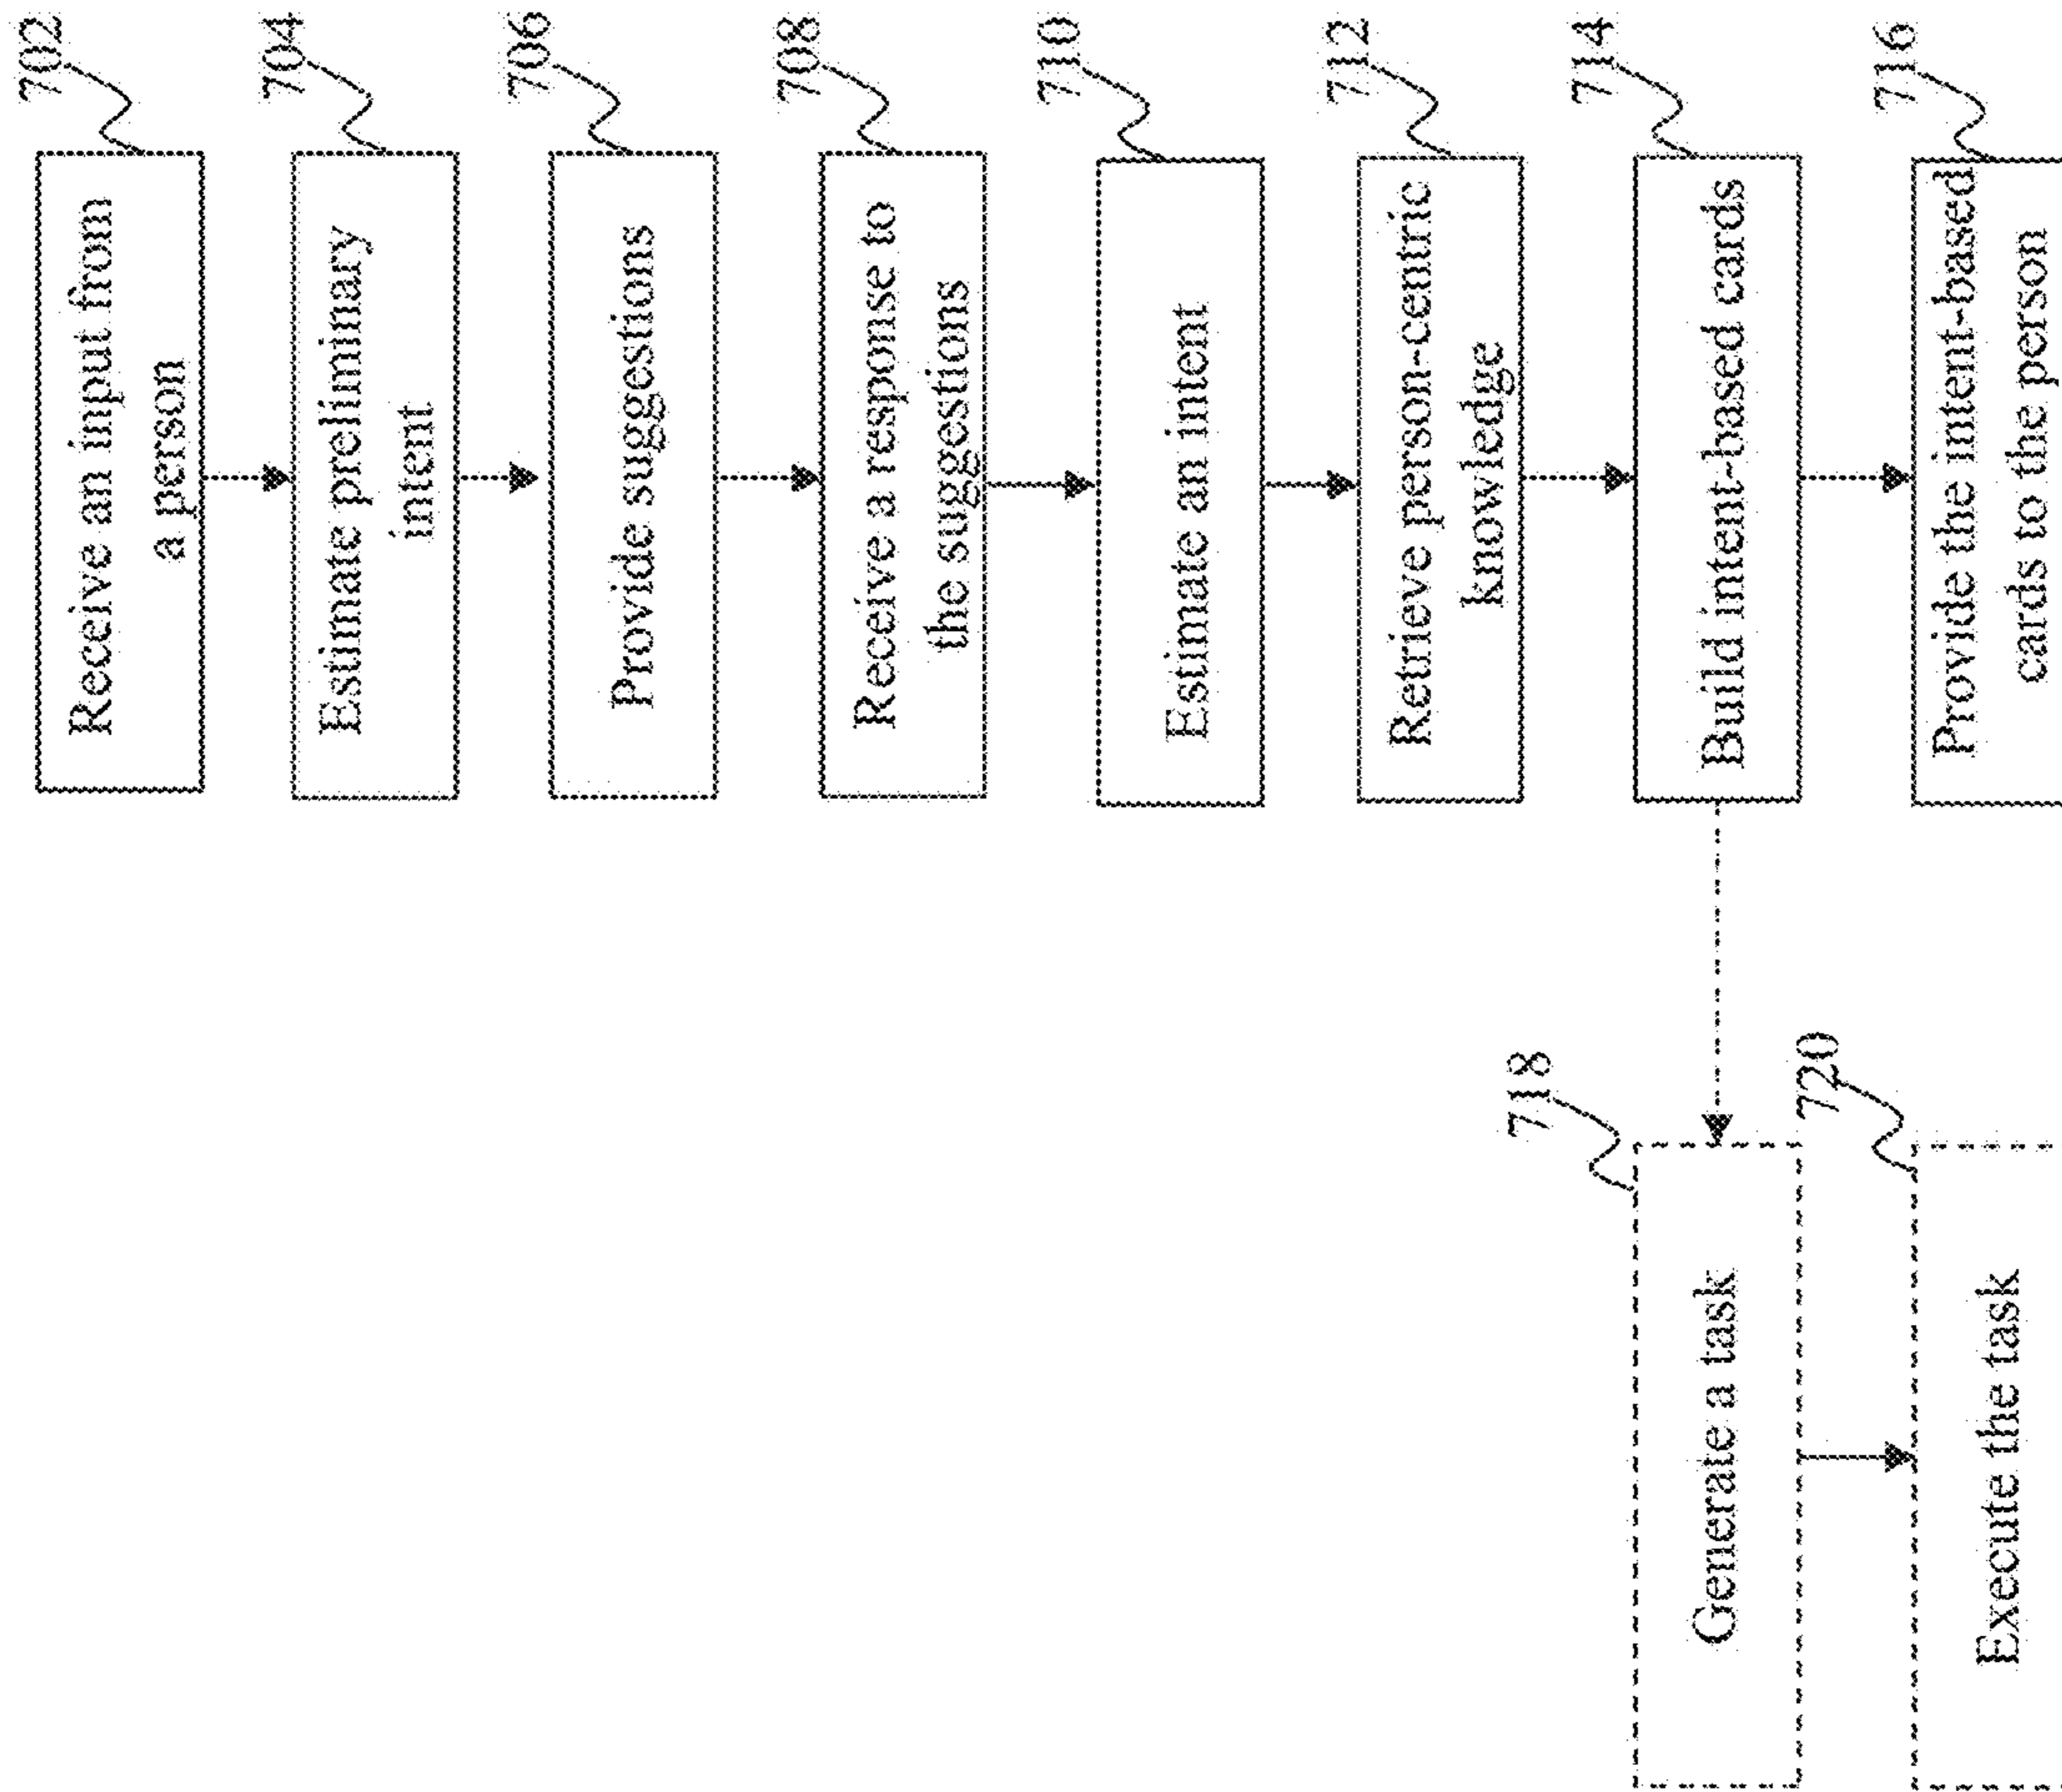 702
Receive an input from
a person
704
Estimate preliminary
intent
706
Provide suggestions
708
Receive a response to
the suggestions
710
Estimate an intent
712
Retrieve person-centric
knowledge
714
Build intent-based cards
716
Provide the intent-based
cards to the person
718
Generate a task
720
Execute the task